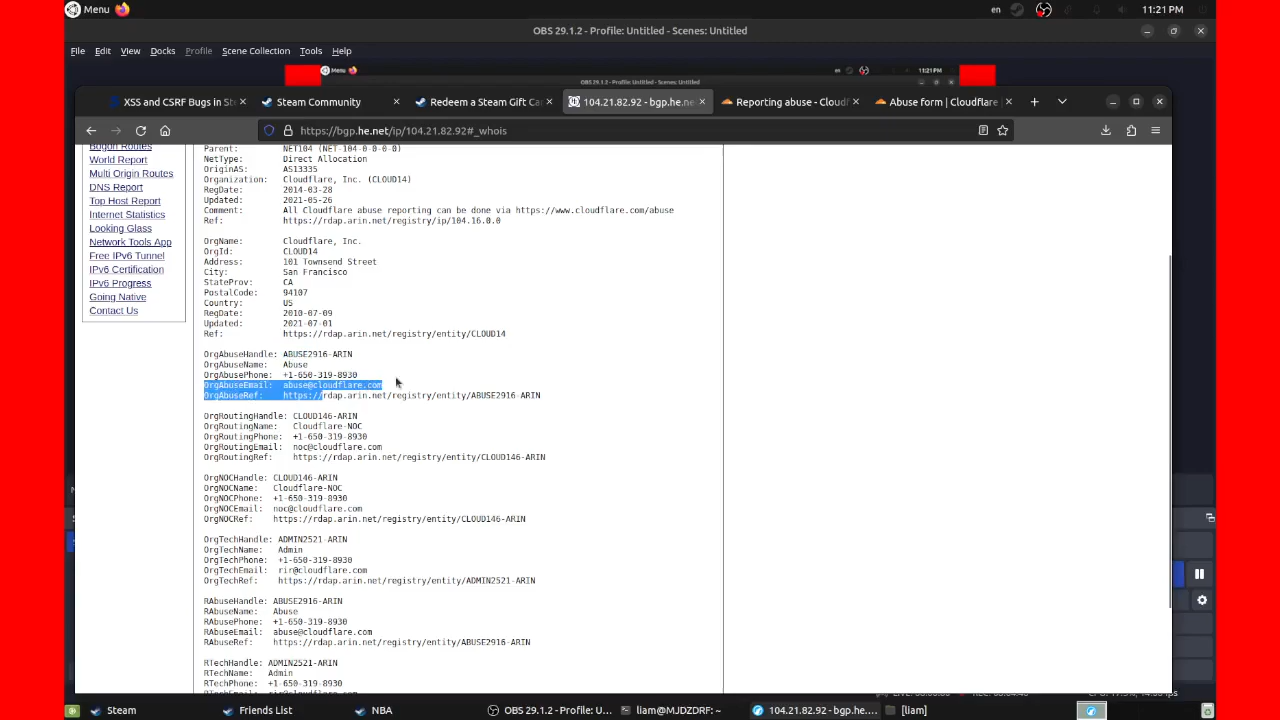 Menu
en
11:21 PM
OBS 29.1.2 - Profile: Untitled - Scenes: Untitled
File Edit View Docks Profile Scene Collection Tools Help
Menu
11:21 PM
OBS 29.1.2 - Profile: Untitled - Scenes: Untitled
XSS and CSRF Bugs in St
Steam Community
Redeem a Steam Gift Ca
104.21.82.92 - bgp.he.ne
Reporting abuse - Cloudf
Abuse form | Cloudflare
https://bgp.he.net/ip/104.21.82.92#_whois
Bogon Routes
World Report
Multi Origin Routes
DNS Report
Top Host Report
Internet Statistics
Looking Glass
Network Tools App
Free IPv6 Tunnel
IPv6 Certification
IPv6 Progress
Going Native
Contact Us
Parent: NET104 (NET-104-0-0-0-0)
NetType: Direct Allocation
OriginAS: AS13335
Organization: Cloudflare, Inc. (CLOUD14)
RegDate: 2014-03-28
Updated: 2021-05-26
Comment: All Cloudflare abuse reporting can be done via https://www.cloudflare.com/abuse
Ref: https://rdap.arin.net/registry/ip/104.16.0.0
OrgName: Cloudflare, Inc.
OrgId: CLOUD14
Address: 101 Townsend Street
City: San Francisco
StateProv: CA
PostalCode: 94107
Country: US
RegDate: 2010-07-09
Updated: 2021-07-01
Ref: https://rdap.arin.net/registry/entity/CLOUD14
OrgAbuseHandle: ABUSE2916-ARIN
OrgAbuseName: Abuse
OrgAbusePhone: +1-650-319-8930
OrgAbuseEmail: abuse@cloudflare.com
OrgAbuseRef: https://rdap.arin.net/registry/entity/ABUSE2916-ARIN
OrgRoutingHandle: CLOUD146-ARIN
OrgRoutingName: Cloudflare-NOC
OrgRoutingPhone: +1-650-319-8930
OrgRoutingEmail: noc@cloudflare.com
OrgRoutingRef: https://rdap.arin.net/registry/entity/CLOUD146-ARIN
OrgNOCHandle: CLOUD146-ARIN
OrgNOCName: Cloudflare-NOC
OrgNOCPhone: +1-650-319-8930
OrgNOCEmail: noc@cloudflare.com
OrgNOCRef: https://rdap.arin.net/registry/entity/CLOUD146-ARIN
OrgTechHandle: ADMIN2521-ARIN
OrgTechName: Admin
OrgTechPhone: +1-650-319-8930
OrgTechEmail: rir@cloudflare.com
OrgTechRef: https://rdap.arin.net/registry/entity/ADMIN2521-ARIN
RAbuseHandle: ABUSE2916-ARIN
RAbuseName: Abuse
RAbusePhone: +1-650-319-8930
RAbuseEmail: abuse@cloudflare.com
RAbuseRef: https://rdap.arin.net/registry/entity/ABUSE2916-ARIN
RTechHandle: ADMIN2521-ARIN
RTechName: Admin
RTechPhone: +1-650-319-8930
RTechEmail: rir@cloudflare.com
Steam
Friends List
NBA
OBS 29.1.2 - Profile: U...
liam@MJDZDRF: ~
104.21.82.92 - bgp.he....
[liam]